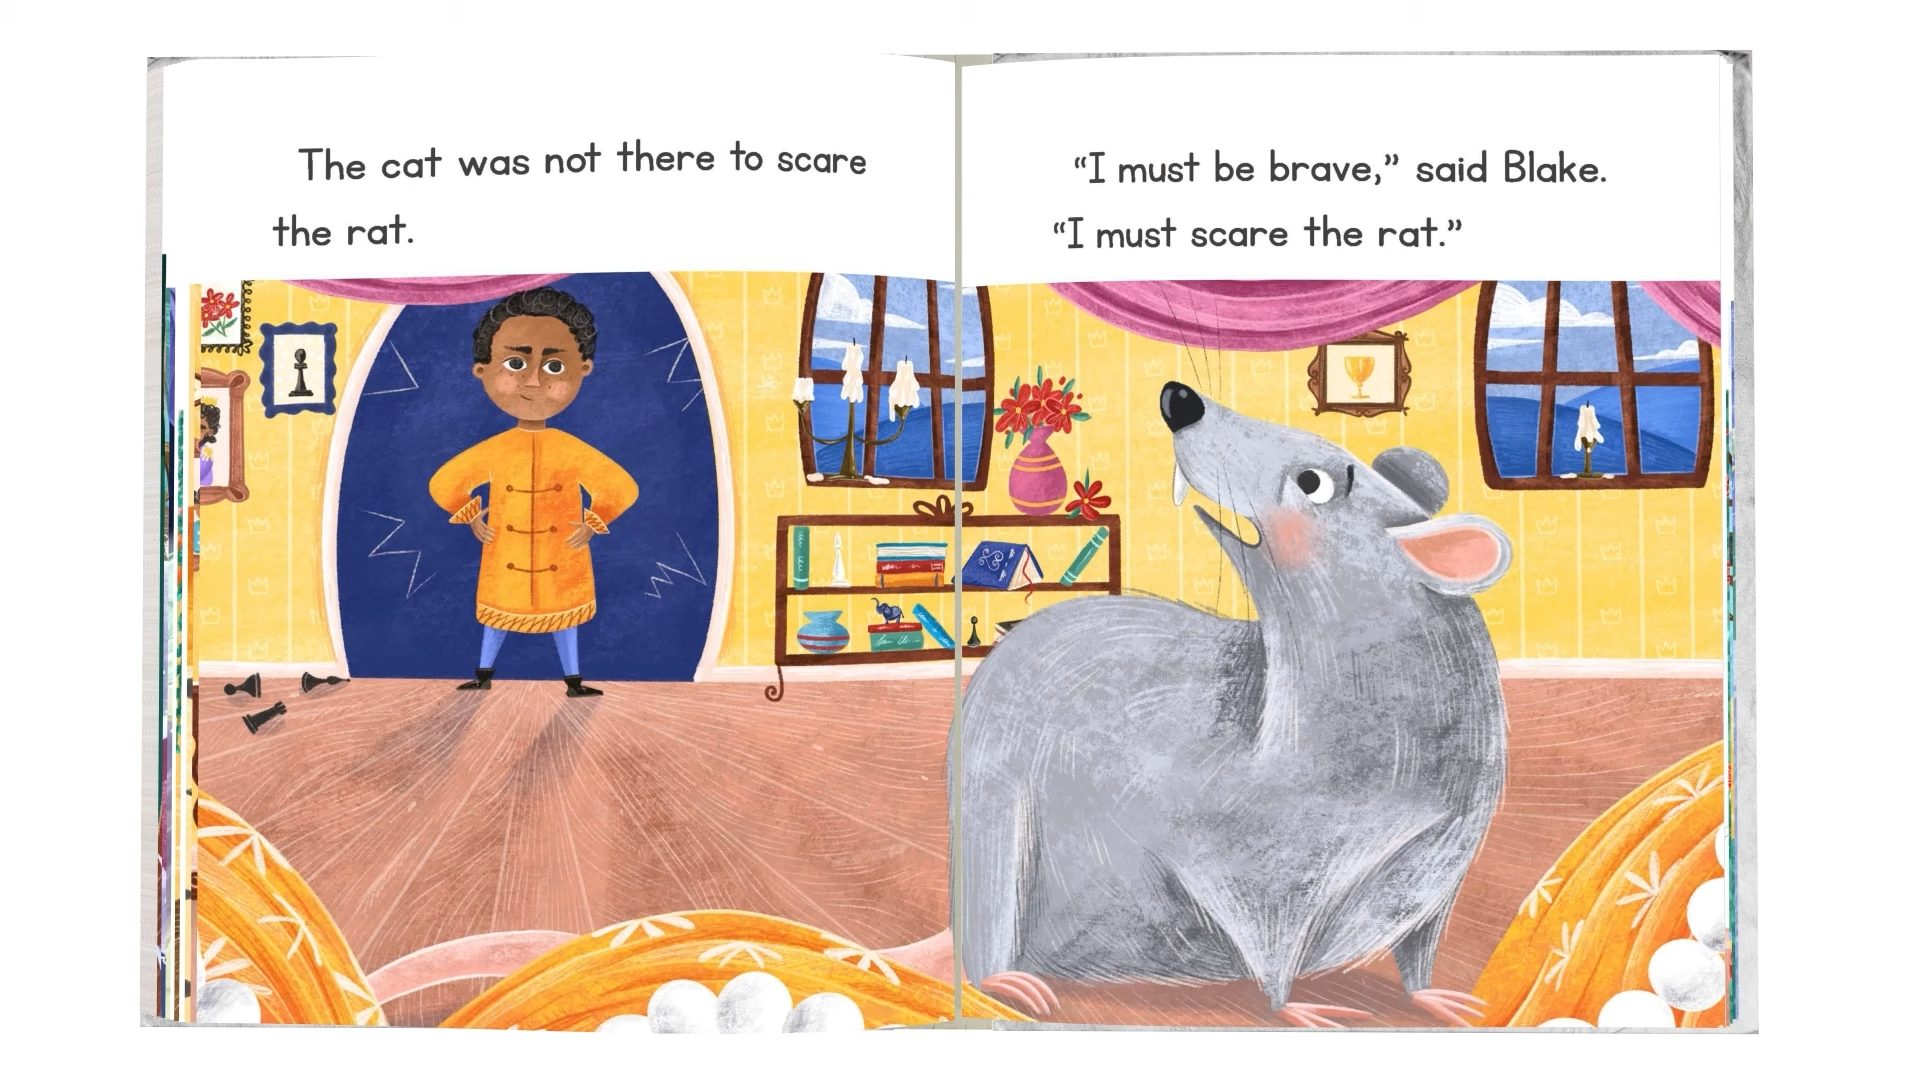 The cat was not there to scare
the rat.
“I must be brave,” said Blake.
“I must scare the rat.”